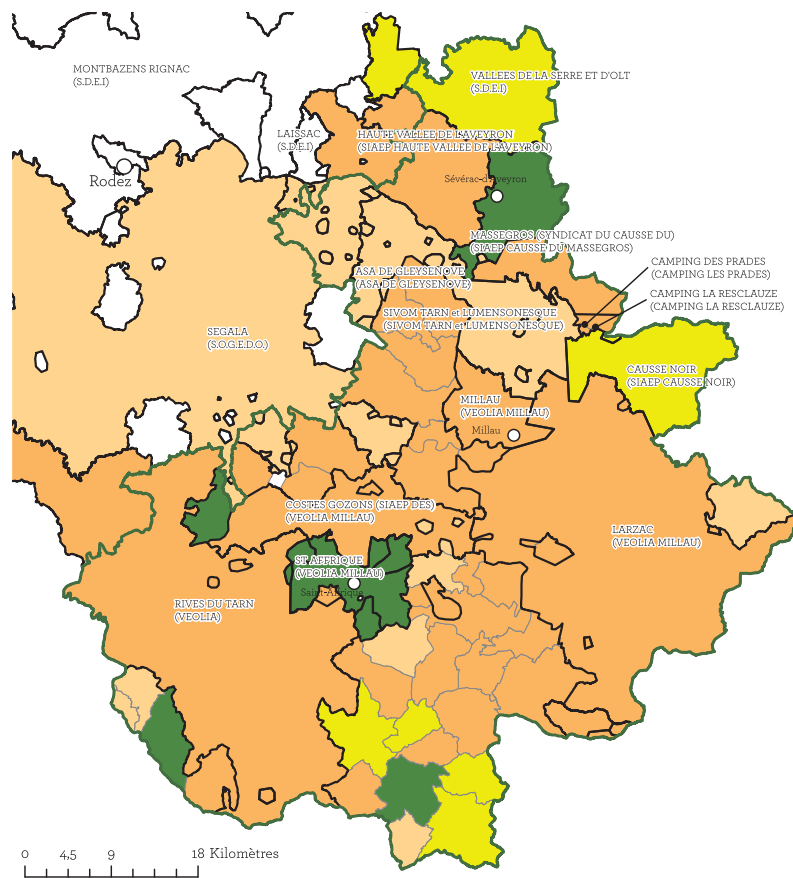 MONTBAZENS RIGNAC
(S.D.E.I)
VALLEES DE LA SERRE ET D'OLT
(S.D.E.I)
LAISSAC
(S.D.E.I)
HAUTE VALLEE DE L'AVEYRON
(SIAEP HAUTE VALLEE DE L'AVEYRON)
Rodez
Sévérac-d'Aveyron
MASSEGROS (SYNDICAT DU CAUSSE DU)
(SIAEP CAUSSE DU MASSEGROS)
CAMPING DES PRADES
(CAMPING LES PRADES)
ASA DE GLEYSENOVE
(ASA DE GLEYSENOVE)
CAMPING LA RESCLAUZE
(CAMPING LA RESCLAUZE)
SIVOM TARN et LUMENSONESQUE
(SIVOM TARN et LUMENSONESQUE)
SEGALA
(S.O.G.E.D.O.)
CAUSSE NOIR
(SIAEP CAUSSE NOIR)
MILLAU
(VEOLIA MILLAU)
Millau
COSTES GOZONS (SIAEP DES)
(VEOLIA MILLAU)
LARZAC
(VEOLIA MILLAU)
ST AFFRIQUE
(VEOLIA MILLAU)
Saint-Affrique
RIVES DU TARN
(VEOLIA)
0 4,5 9 18 Kilomètres